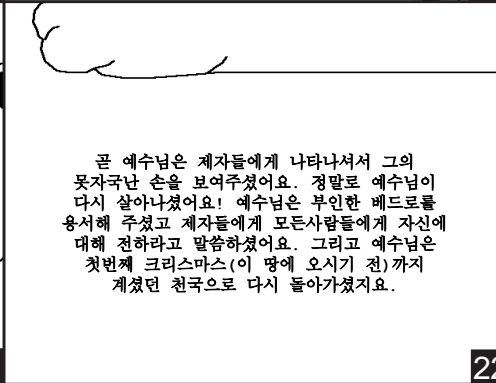 곧 예수님은 제자들에게 나타나셔서 그의
못자국난 손을 보여주셨어요. 정말로 예수님이
다시 살아나셨어요! 예수님은 부인한 베드로를
용서해 주셨고 제자들에게 모든사람들에게 자신에
대해 전하라고 말씀하셨어요. 그리고 예수님은
첫번째 크리스마스(이 땅에 오시기 전)까지
계셨던 천국으로 다시 돌아가셨지요.
22